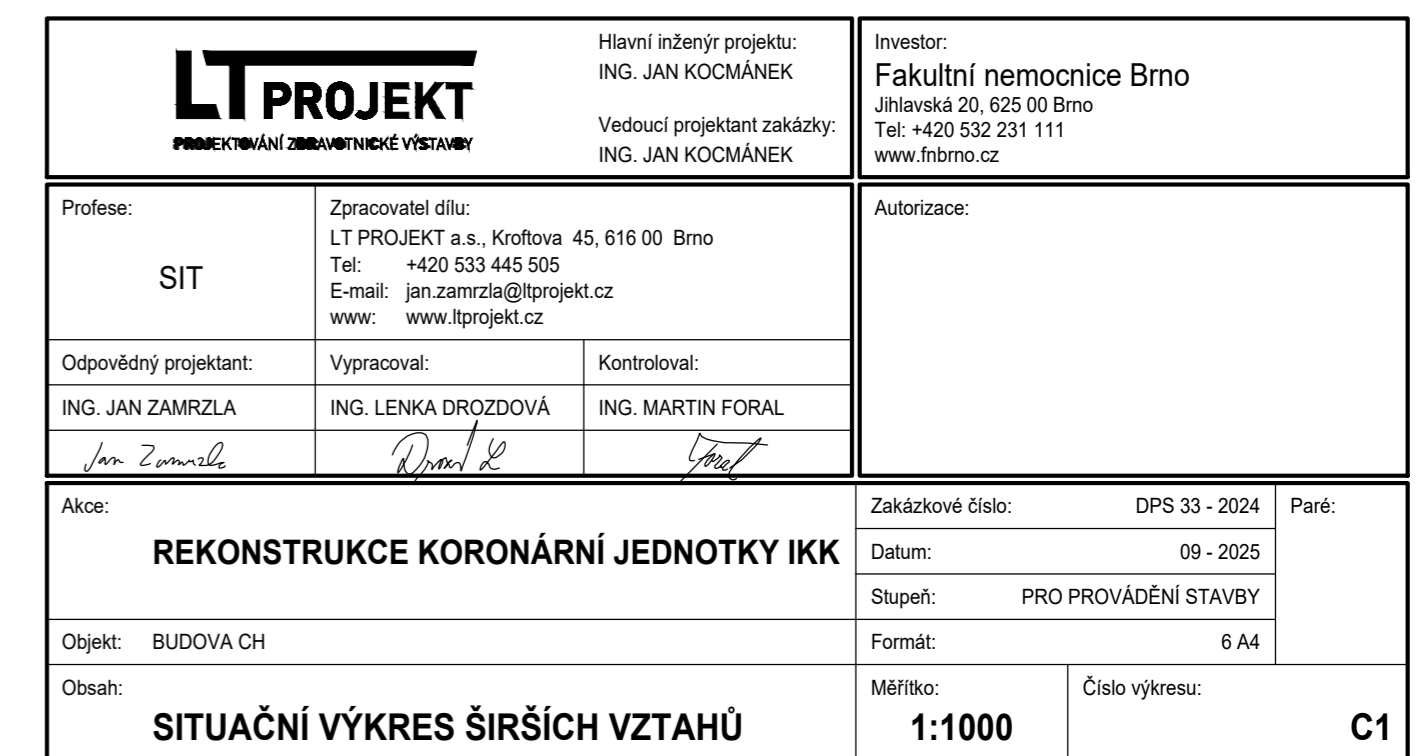 LT PROJEKT
PROJEKTOVÁNÍ ZDRAVOTNICKÉ VÝSTAVBY
Hlavní inženýr projektu:
ING. JAN KOCMÁNEK
Vedoucí projektant zakázky:
ING. JAN KOCMÁNEK
Investor:
Fakultní nemocnice Brno
Jihlavská 20, 625 00 Brno
Tel: +420 532 231 111
www.fnbrno.cz
Profese:
SIT
Zpracovatel dílu:
LT PROJEKT a.s., Kroftova 45, 616 00 Brno
Tel: +420 533 445 505
E-mail: jan.zamrzla@ltprojekt.cz
www: www.ltprojekt.cz
Autorizace:
Odpovědný projektant:
Vypracoval:
Kontroloval:
ING. JAN ZAMRZLA
ING. LENKA DROZDOVÁ
ING. MARTIN FORAL
Akce:
REKONSTRUKCE KORONÁRNÍ JEDNOTKY IKK
Zakázkové číslo: DPS 33 - 2024
Paré:
Datum: 09 - 2025
Stupeň: PRO PROVÁDĚNÍ STAVBY
Objekt: BUDOVA CH
Formát: 6 A4
Obsah:
SITUAČNÍ VÝKRES ŠIRŠÍCH VZTAHŮ
Měřítko:
1:1000
Číslo výkresu:
C1